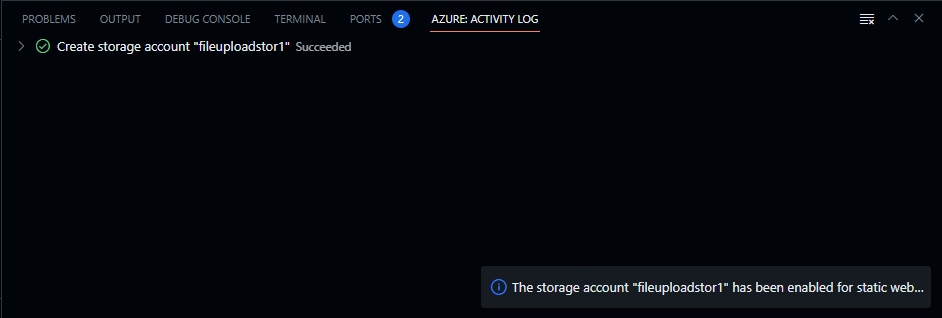 PROBLEMS OUTPUT DEBUG CONSOLE TERMINAL PORTS 2 AZURE: ACTIVITY LOG
Create storage account "fileuploadstor1" Succeeded
The storage account "fileuploadstor1" has been enabled for static web...